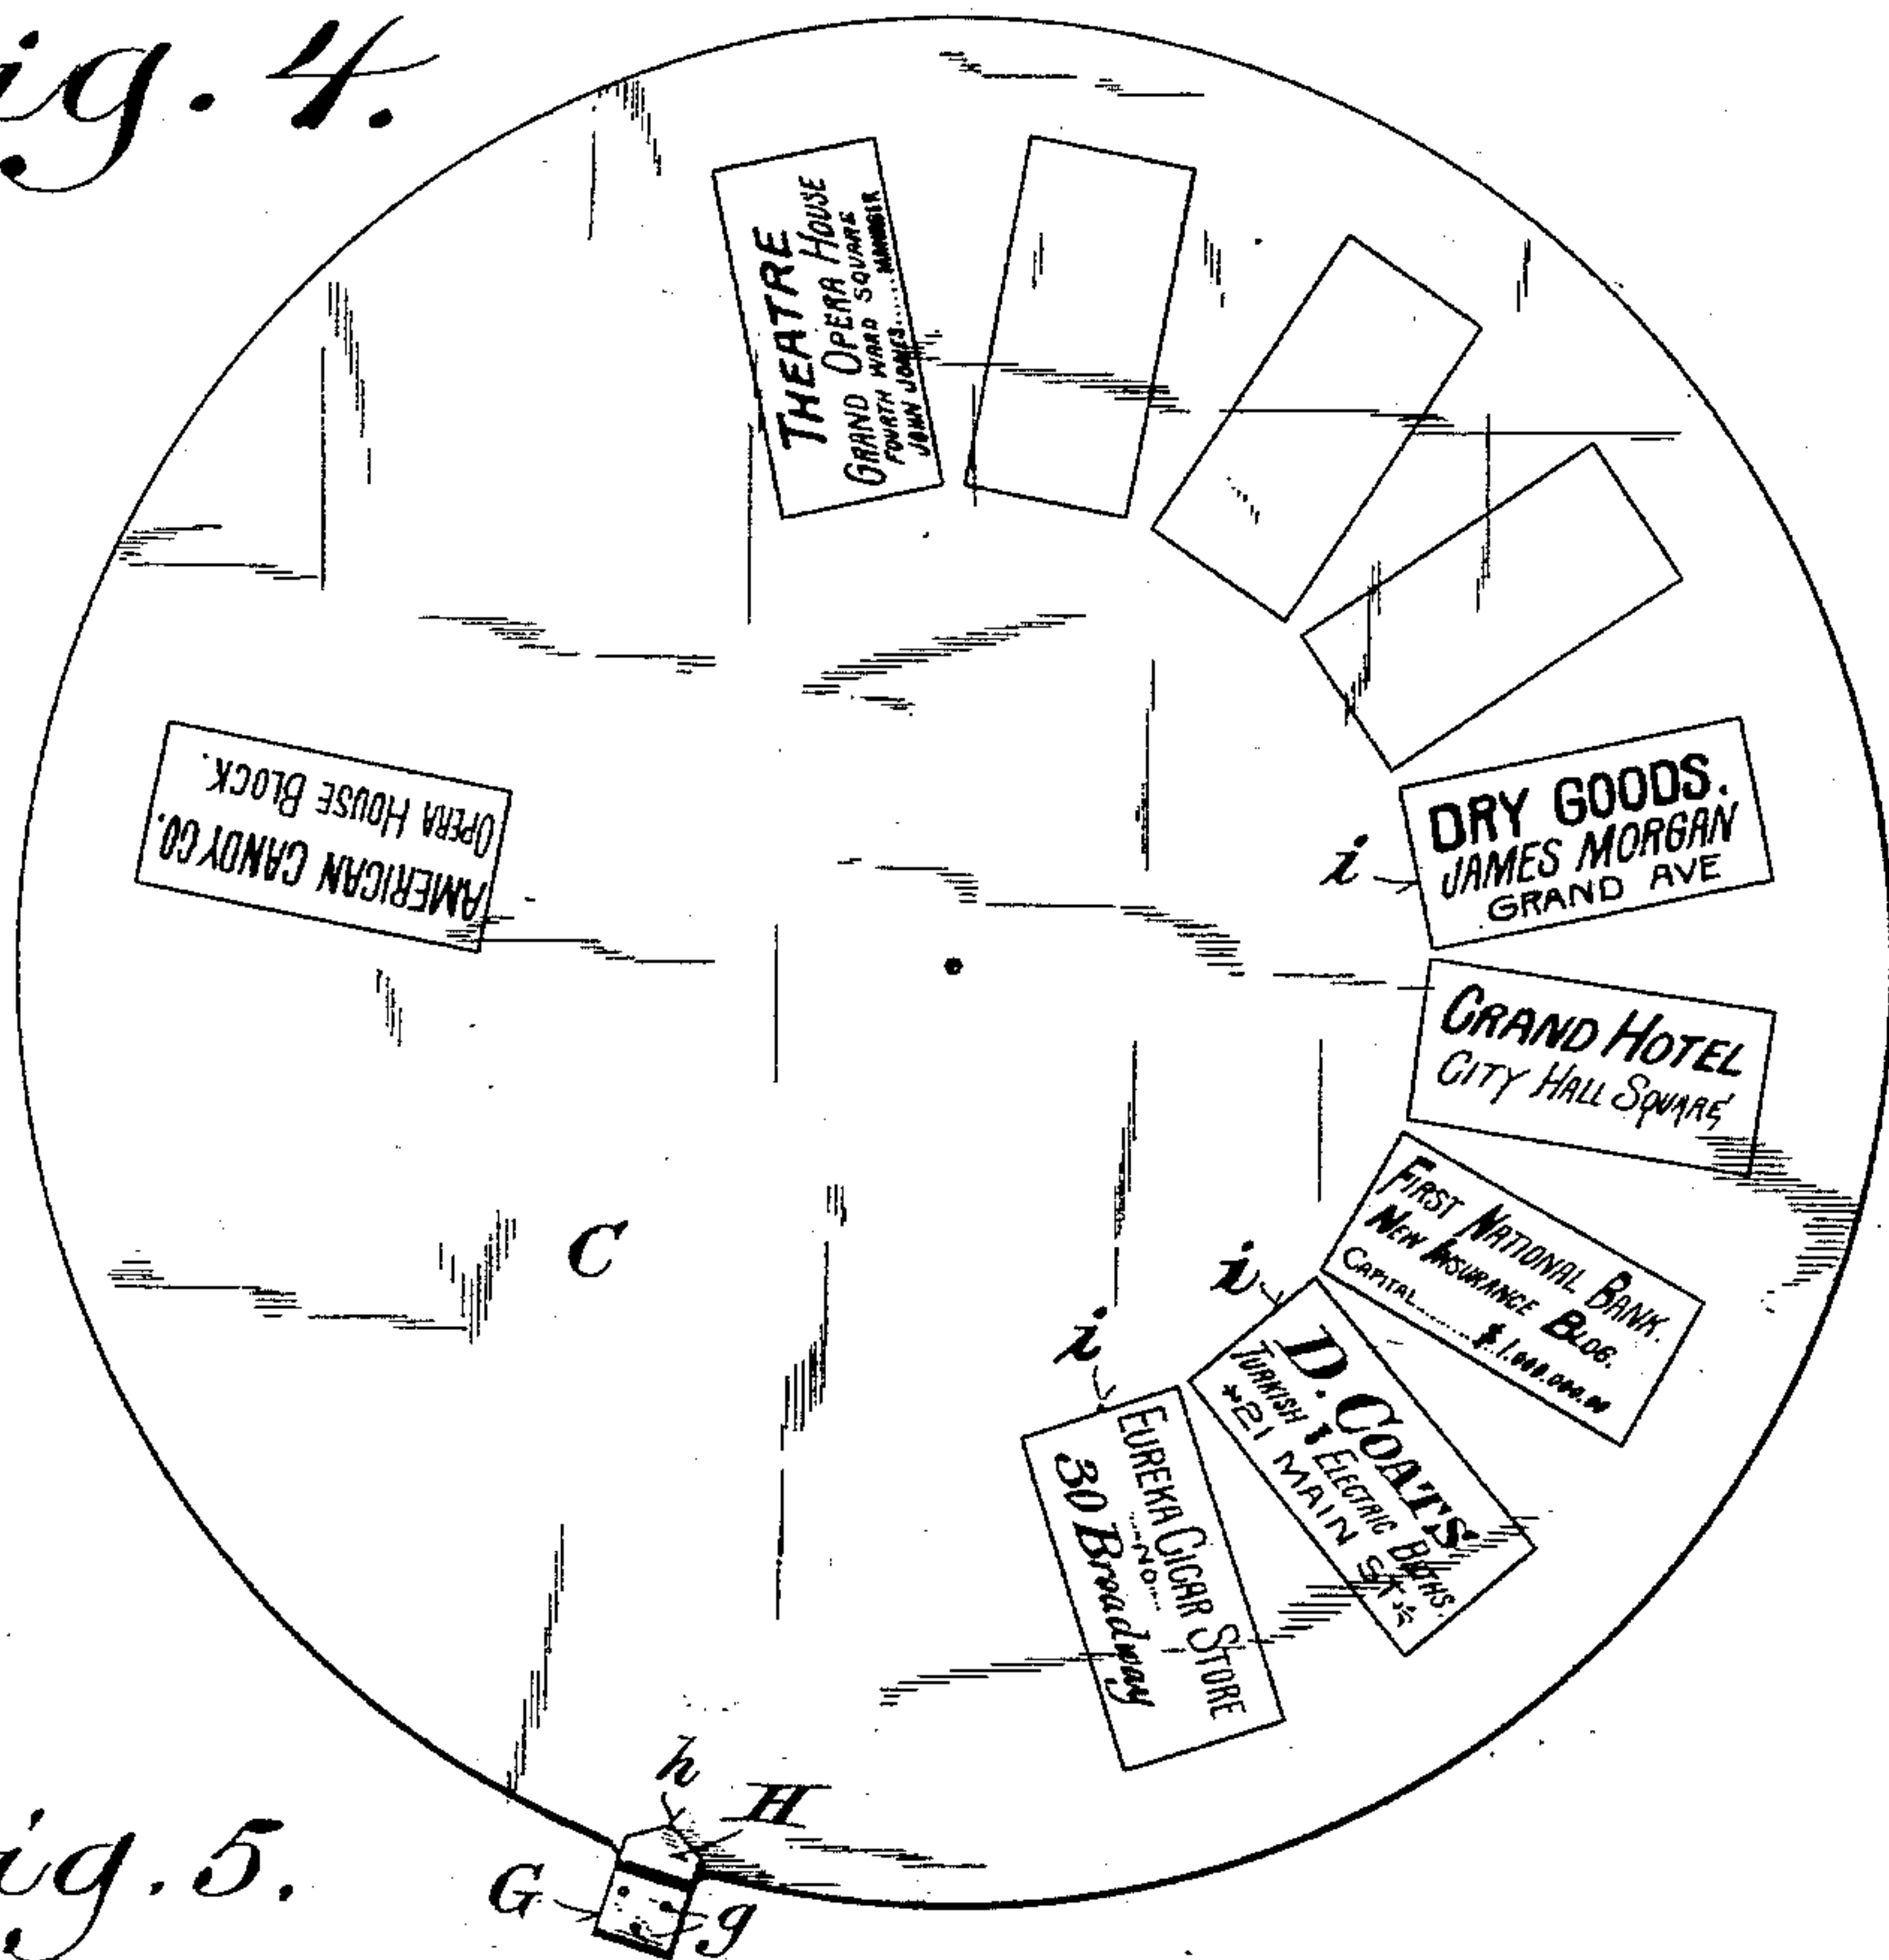 ig. 4.
THEATRE
GRAND OPERA HOUSE
FOURTH WARD SQUARE
JOHN JONES..... MANAGER
AMERICAN CANDY CO.
OPERA HOUSE BLOCK.
DRY GOODS.
JAMES MORGAN
GRAND AVE
i
GRAND HOTEL
CITY HALL SQUARE
FIRST NATIONAL BANK.
NEW INSURANCE BLDG.
CAPITAL........ $.1.000.000.00
C
i
D. COATS.
TURKISH & ELECTRIC BATHS.
*21 MAIN ST*
i
EUREKA CIGAR STORE
--NO--
30 Broadway
h
H
G
g
ig. 5.